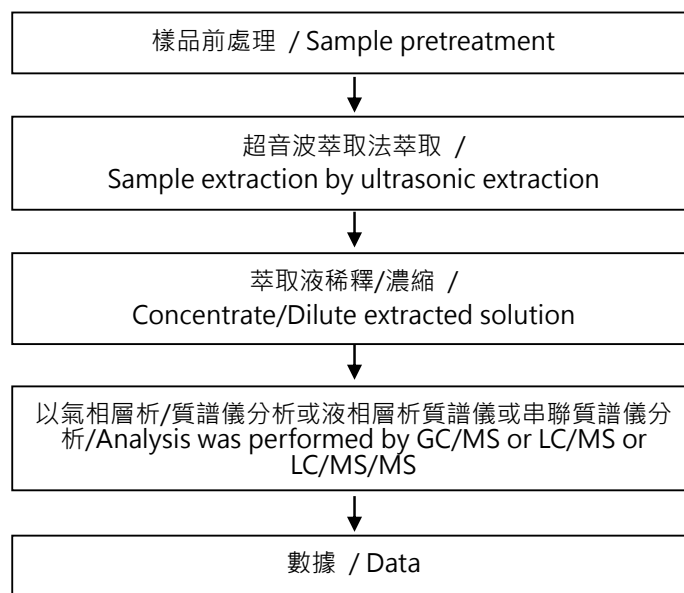 樣品前處理 / Sample pretreatment
超音波萃取法萃取 /
Sample extraction by ultrasonic extraction
萃取液稀釋/濃縮 /
Concentrate/Dilute extracted solution
以氣相層析/質譜儀分析或液相層析質譜儀或串聯質譜儀分
析/Analysis was performed by GC/MS or LC/MS or
LC/MS/MS
數據 / Data